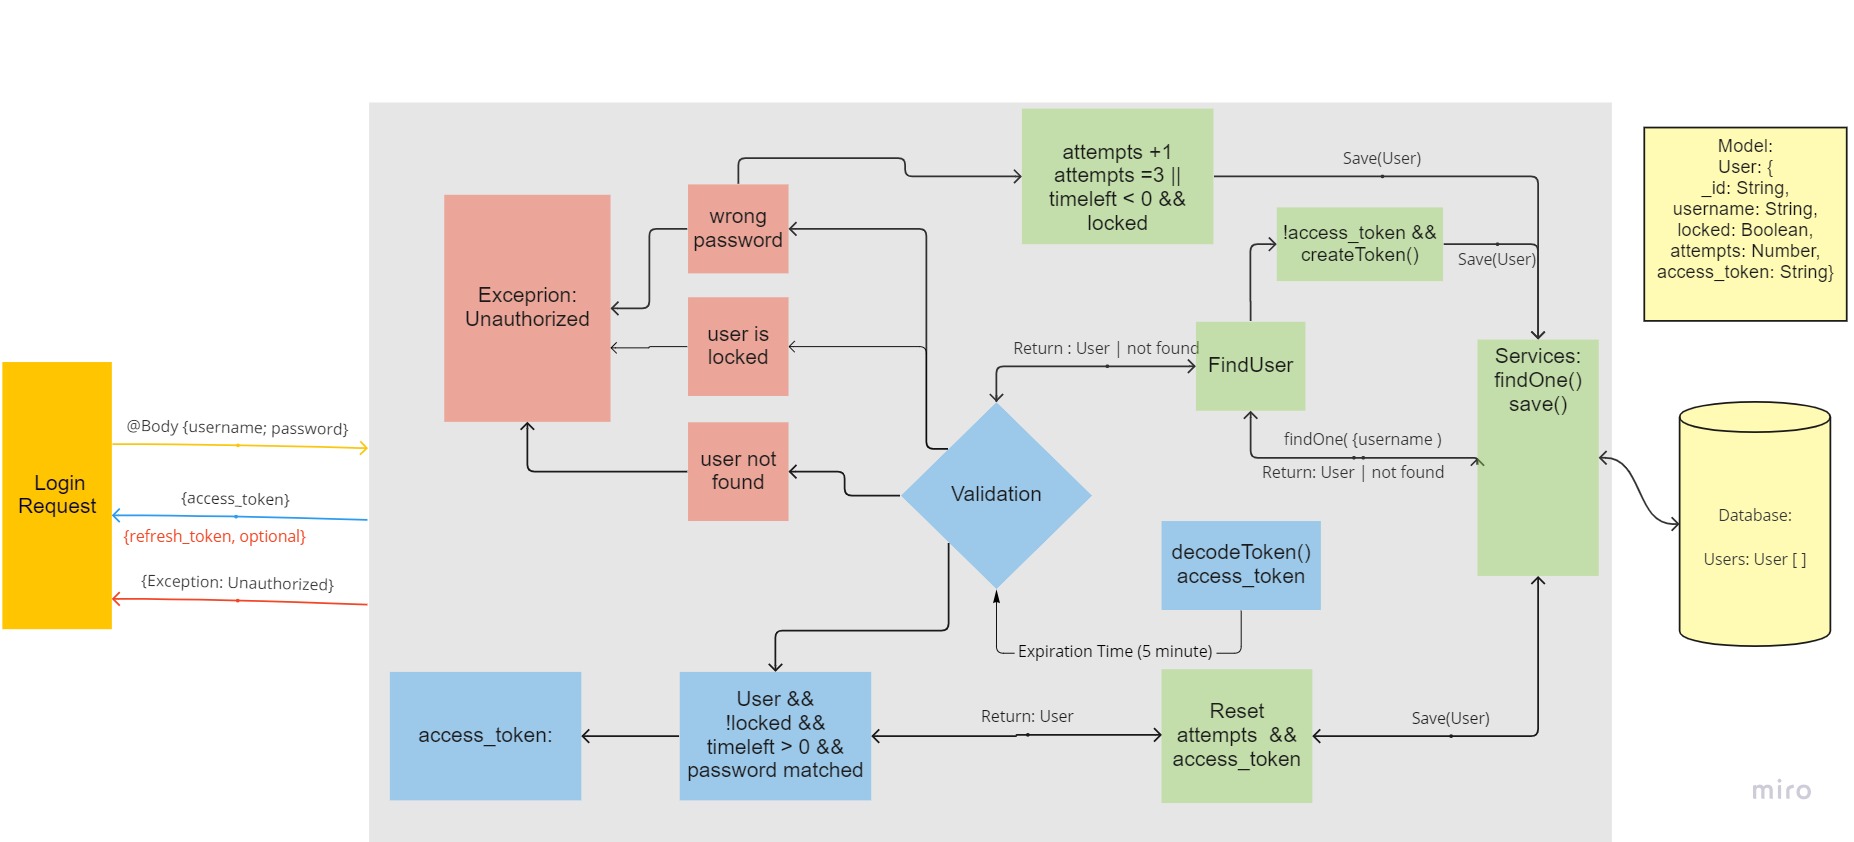 attempts +1
attempts =3 ||
timeleft < 0 &&
locked
Save(User)
Model:
User: {
_id: String,
username: String,
locked: Boolean,
attempts: Number,
access_token: String}
wrong
password
!access_token &&
createToken()
Save(User)
Exceprion:
Unauthorized
user is
locked
Return : User | not found
FindUser
Services:
findOne()
save()
@Body {username; password}
findOne( {username )
Return: User | not found
user not
found
Validation
Login
Request
{access_token}
{refresh_token, optional}
{Exception: Unauthorized}
decodeToken()
access_token
Database:
Users: User [ ]
Expiration Time (5 minute)
access_token:
User &&
!locked &&
timeleft > 0 &&
password matched
Return: User
Reset
attempts  &&
access_token
Save(User)
miro